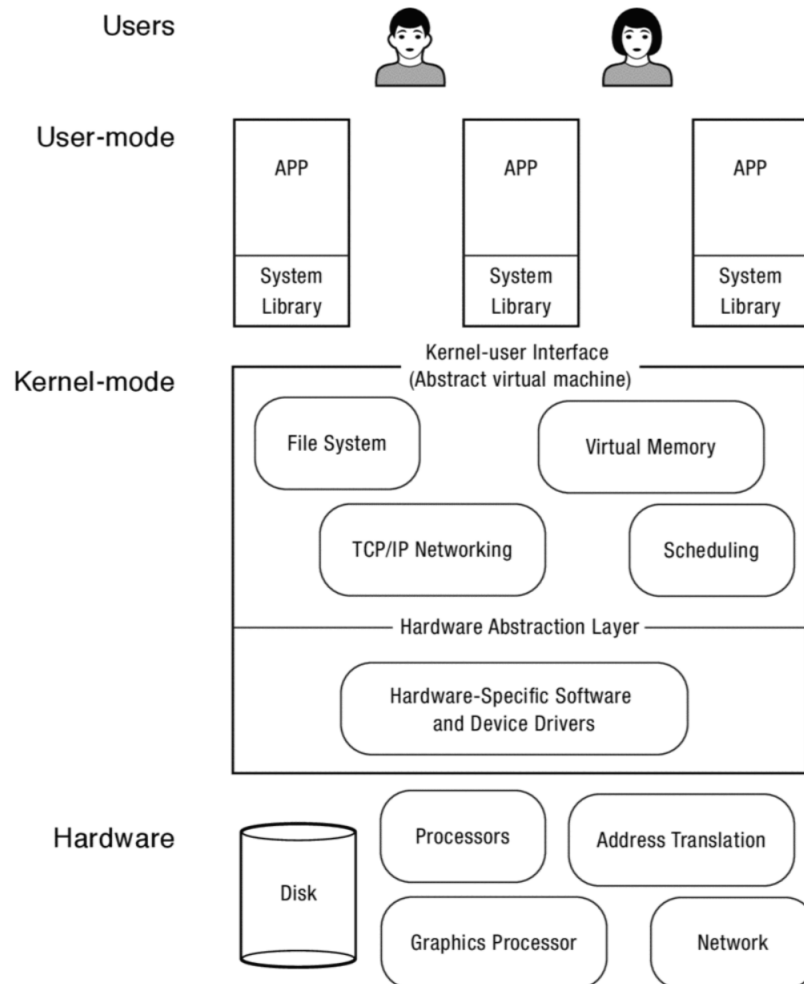 Users
User-mode
APP
APP
APP
System
Library
System
Library
System
Library
Kernel-user Interface
(Abstract virtual machine)
Kernel-mode
File System
Virtual Memory
TCP/IP Networking
Scheduling
Hardware Abstraction Layer
Hardware-Specific Software
and Device Drivers
Hardware
Disk
Processors
Address Translation
Graphics Processor
Network